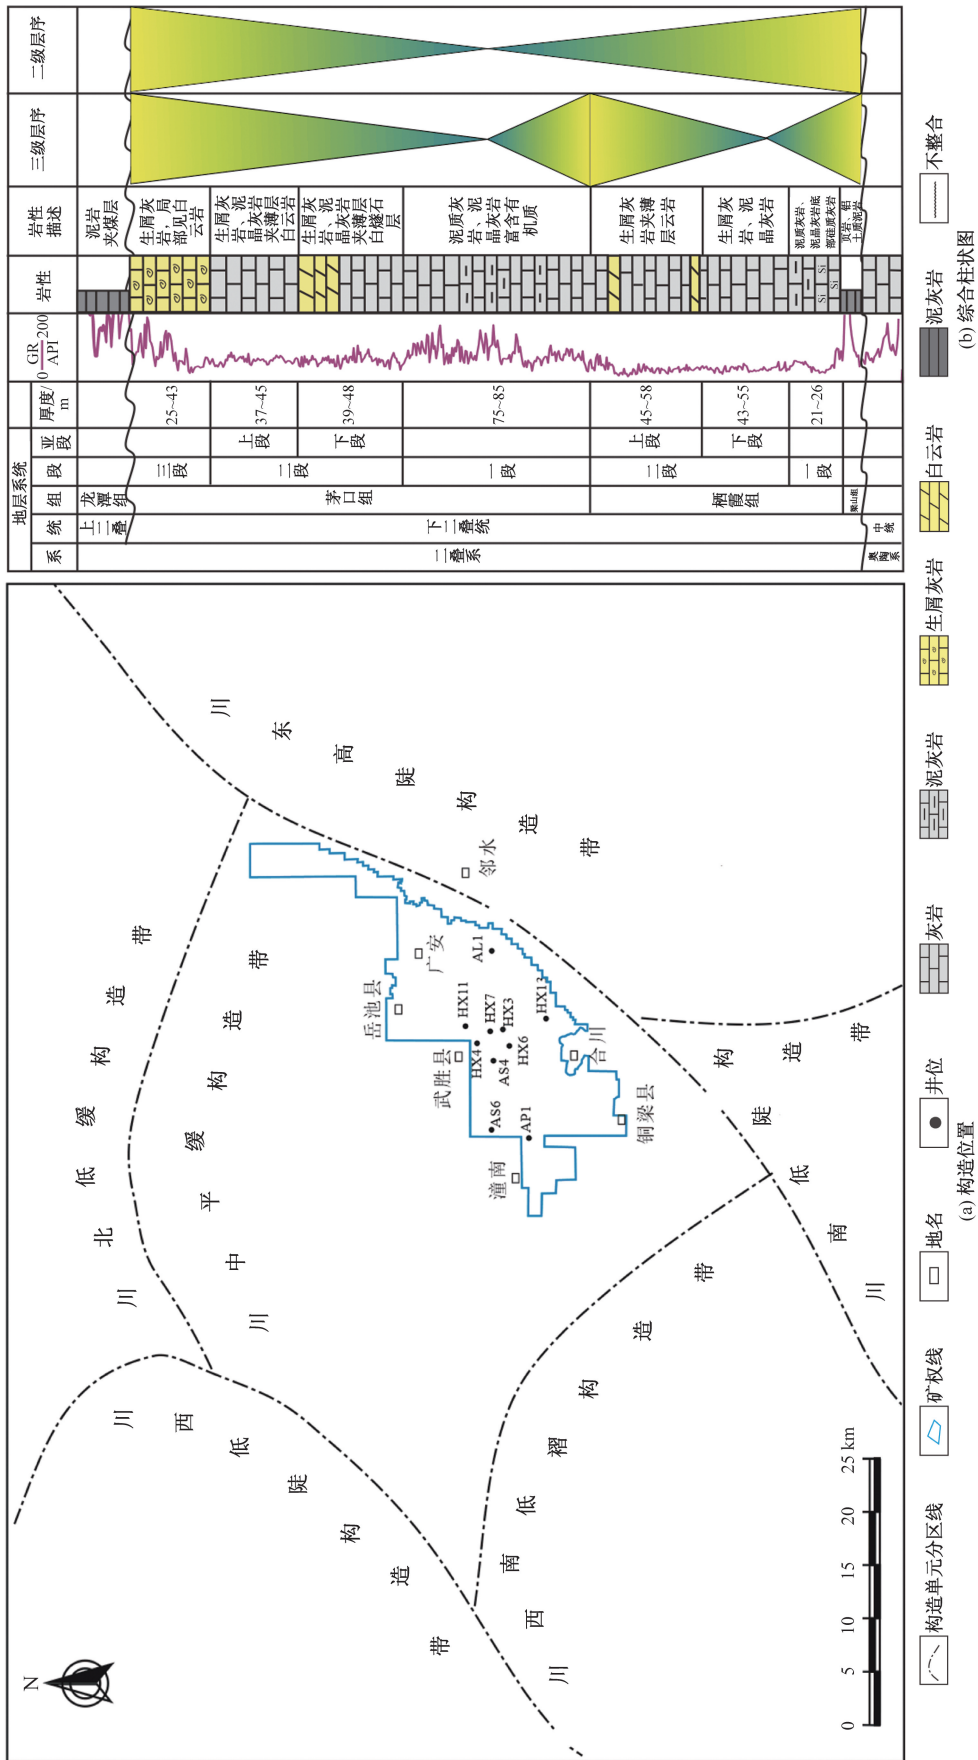 N
川北低缓构造带
川中平缓构造带
川西低陡构造带
川西南低褶构造带
川南低陡构造带
川东高陡构造带
岳池县
广安
邻水
武胜县
潼南
铜梁县
合川
HX11
AL1
HX4
HX7
HX3
HX13
AS4
HX6
AS6
AP1
0 5 10 15 20 25 km
(a) 构造位置
地层系统
系 统 组 段 亚段
厚度/m
0 GR 200
API
岩性
岩性描述
三级层序
二级层序
二叠系
奥陶系
上二叠
下二叠统
中统
龙潭组
茅口组
栖霞组
梁山组
三段
二段
一段
二段
一段
上段
下段
上段
下段
25~43
37~45
39~48
75~85
45~58
43~55
21~26
泥岩
夹煤层
生屑灰
岩，局
部见白
云岩
生屑灰
岩、泥
晶灰岩
夹薄层
白云岩
生屑灰
岩、泥
晶灰岩
夹薄层
白燧石
层
泥质灰
岩、泥
晶灰岩
富含有
机质
生屑灰
岩夹薄
层云岩
生屑灰
岩、泥
晶灰岩
泥质灰岩、
泥晶灰岩底
部硅质灰岩
页岩、铝
土质泥岩
Si Si
Si Si
(b) 综合柱状图
构造单元分区线 矿权线 地名 井位 灰岩 泥灰岩 生屑灰岩 白云岩 泥灰岩 不整合